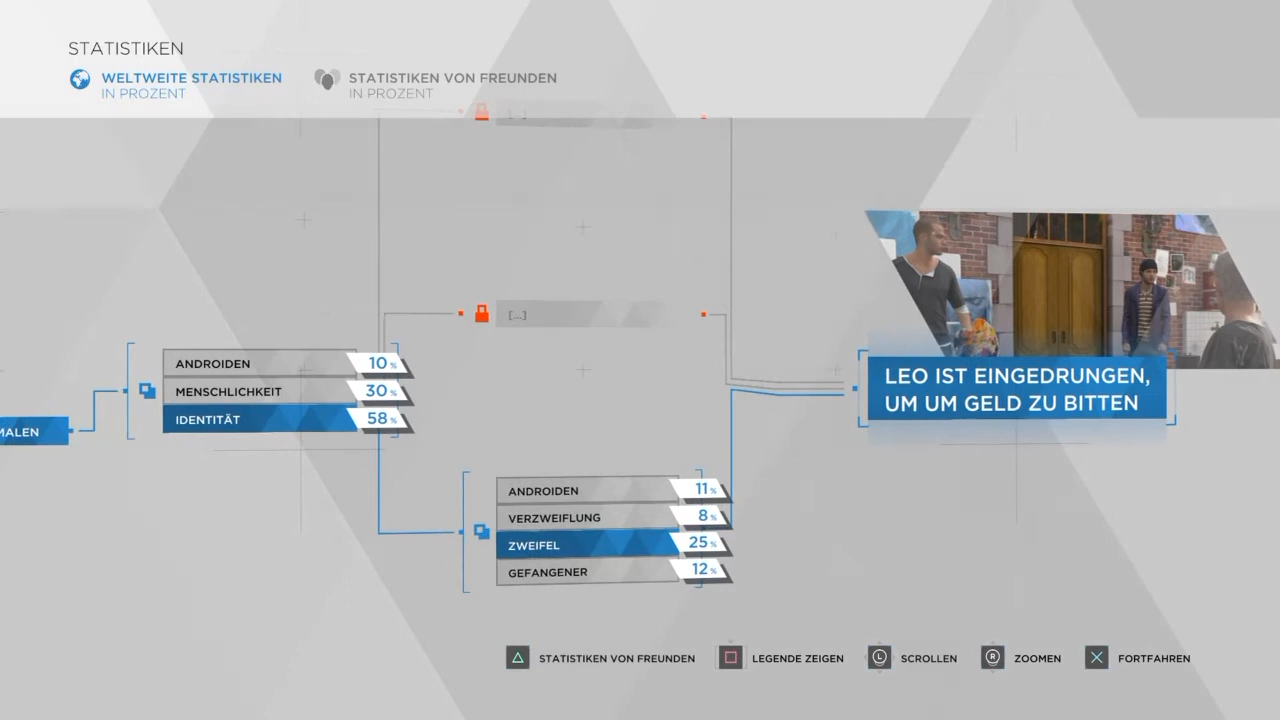 STATISTIKEN
WELTWEITE STATISTIKEN
IN PROZENT
STATISTIKEN VON FREUNDEN
IN PROZENT
[...]
[...]
MALEN
ANDROIDEN 10 %
MENSCHLICHKEIT 30 %
IDENTITÄT 58 %
LEO IST EINGEDRUNGEN,
UM UM GELD ZU BITTEN
ANDROIDEN 11 %
VERZWEIFLUNG 8 %
ZWEIFEL 25 %
GEFANGENER 12 %
STATISTIKEN VON FREUNDEN
LEGENDE ZEIGEN
L SCROLLEN
R ZOOMEN
FORTFAHREN